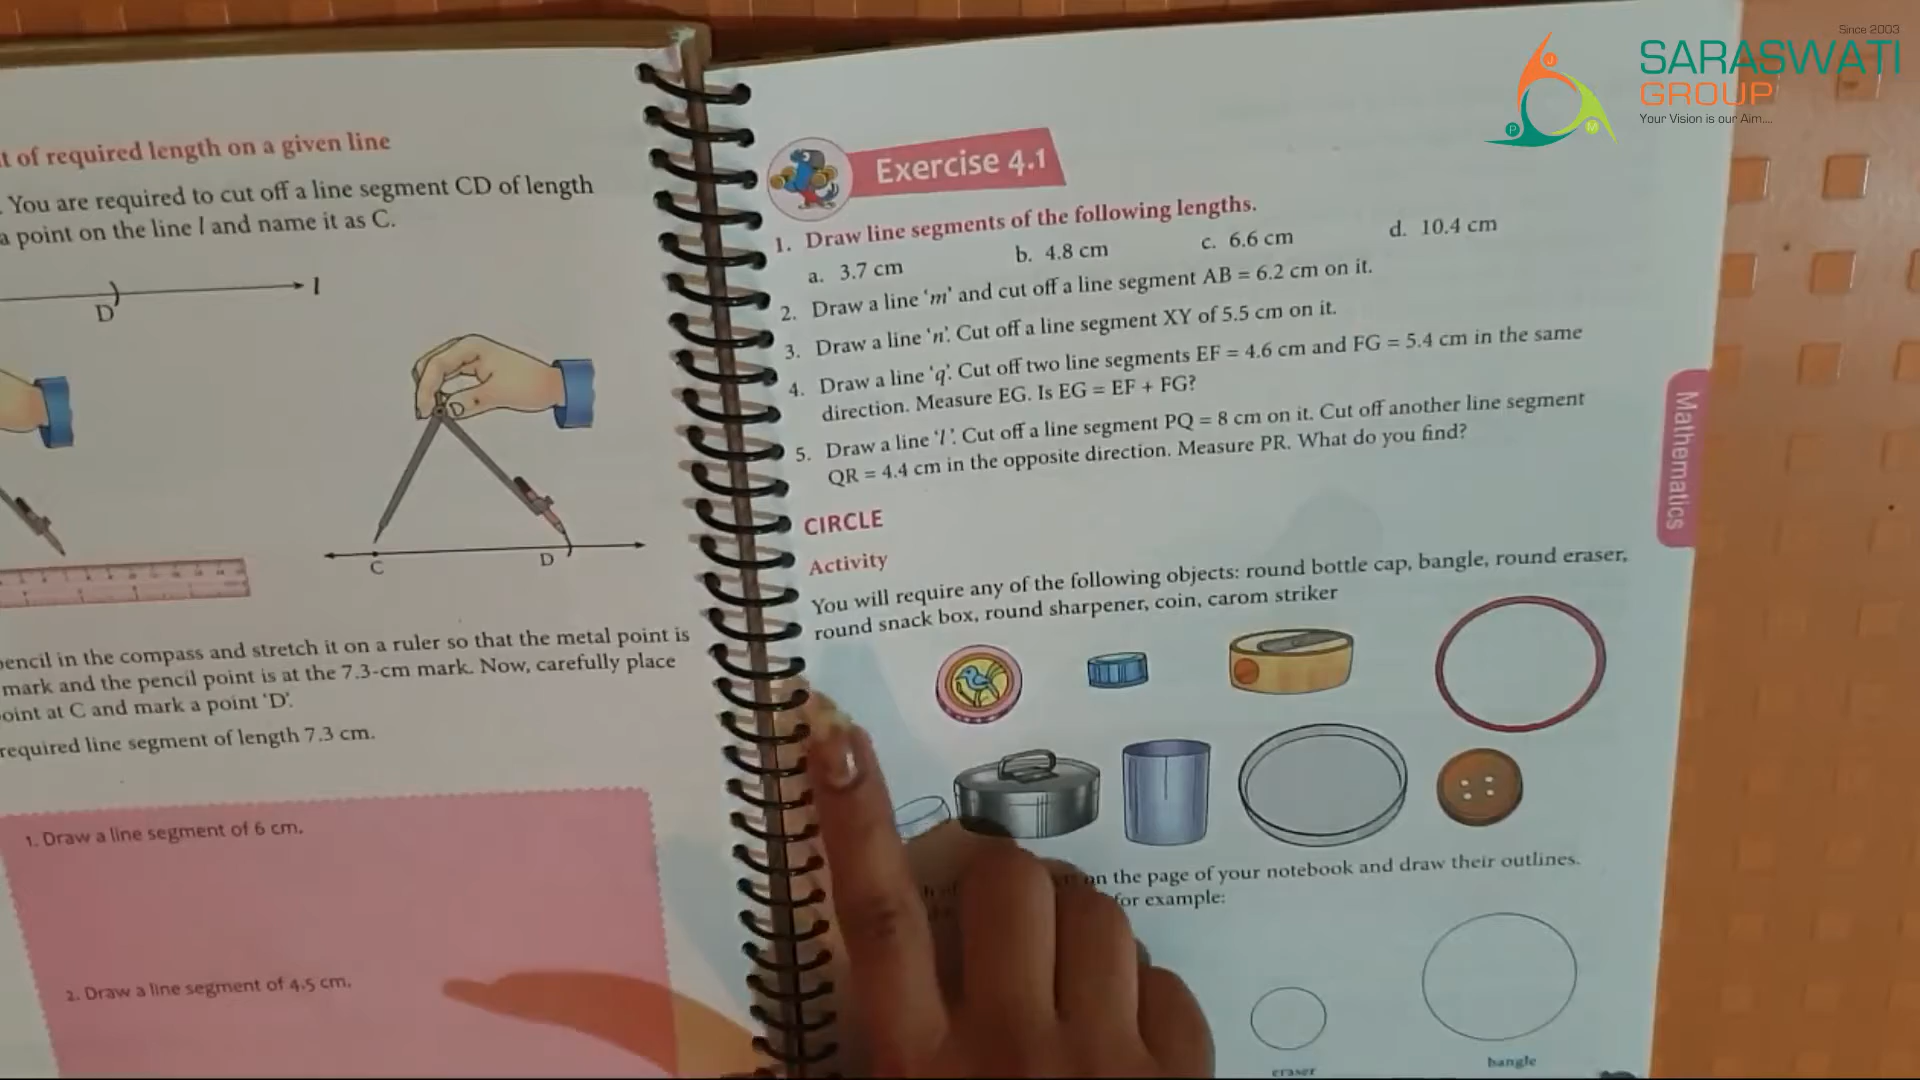 Since 2003
SARASWATI
GROUP
Your Vision is our Aim....
J
P
M
t of required length on a given line
. You are required to cut off a line segment CD of length
a point on the line l and name it as C.
D
l
D
C
D
pencil in the compass and stretch it on a ruler so that the metal point is
mark and the pencil point is at the 7.3-cm mark. Now, carefully place
point at C and mark a point 'D'.
required line segment of length 7.3 cm.
1. Draw a line segment of 6 cm.
2. Draw a line segment of 4.5 cm.
Exercise 4.1
1. Draw line segments of the following lengths.
a. 3.7 cm b. 4.8 cm c. 6.6 cm d. 10.4 cm
2. Draw a line 'm' and cut off a line segment AB = 6.2 cm on it.
3. Draw a line 'n'. Cut off a line segment XY of 5.5 cm on it.
4. Draw a line 'q'. Cut off two line segments EF = 4.6 cm and FG = 5.4 cm in the same
direction. Measure EG. Is EG = EF + FG?
5. Draw a line 'l'. Cut off a line segment PQ = 8 cm on it. Cut off another line segment
QR = 4.4 cm in the opposite direction. Measure PR. What do you find?
CIRCLE
Activity
You will require any of the following objects: round bottle cap, bangle, round eraser,
round snack box, round sharpener, coin, carom striker
on the page of your notebook and draw their outlines.
for example:
eraser
bangle
Mathematics